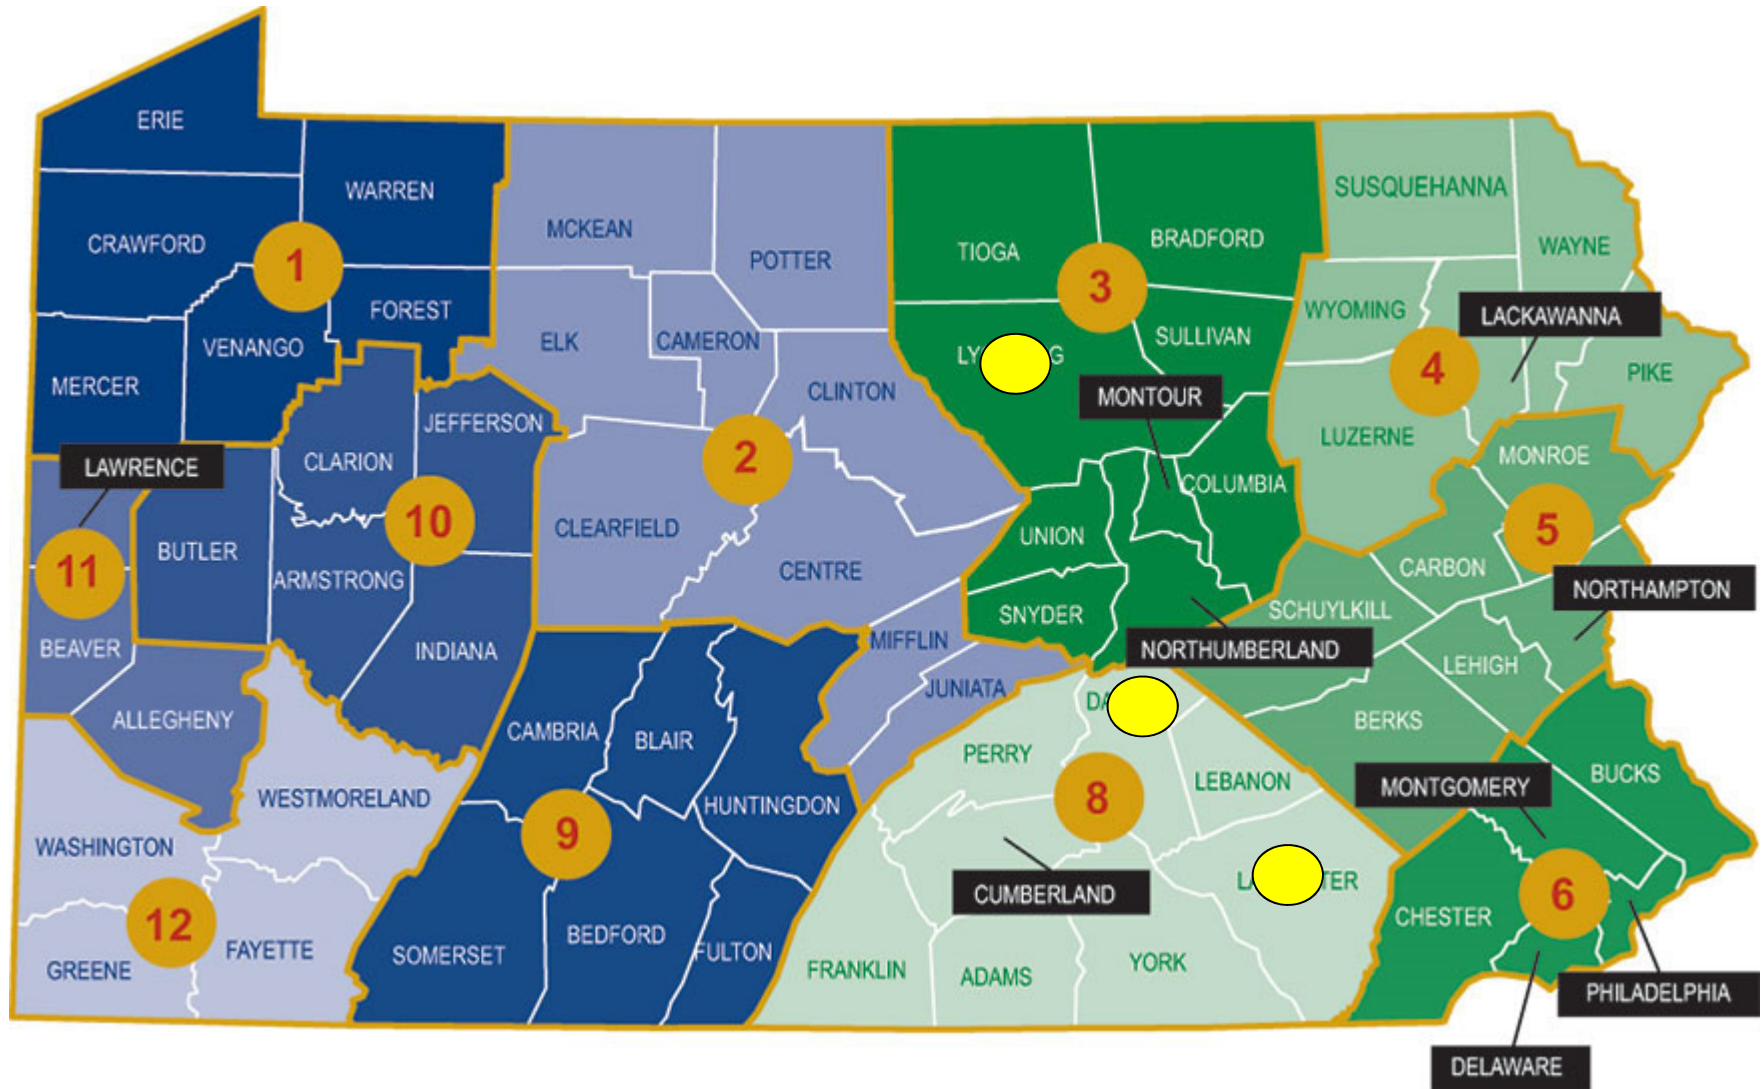 ERIE
WARREN
CRAWFORD
1
FOREST
VENANGO
MERCER
MCKEAN
POTTER
ELK
CAMERON
CLINTON
2
CLEARFIELD
CENTRE
MIFFLIN
JUNIATA
TIOGA
BRADFORD
3
SULLIVAN
MONTOUR
COLUMBIA
UNION
SNYDER
NORTHUMBERLAND
SUSQUEHANNA
WAYNE
WYOMING
LACKAWANNA
4
PIKE
LUZERNE
MONROE
5
CARBON
NORTHAMPTON
SCHUYLKILL
LEHIGH
BERKS
BUCKS
MONTGOMERY
6
CHESTER
PHILADELPHIA
DELAWARE
PERRY
8
LEBANON
CUMBERLAND
FRANKLIN
ADAMS
YORK
CAMBRIA
BLAIR
HUNTINGDON
9
SOMERSET
BEDFORD
FULTON
JEFFERSON
CLARION
10
BUTLER
ARMSTRONG
INDIANA
LAWRENCE
11
BEAVER
ALLEGHENY
WESTMORELAND
WASHINGTON
12
GREENE
FAYETTE